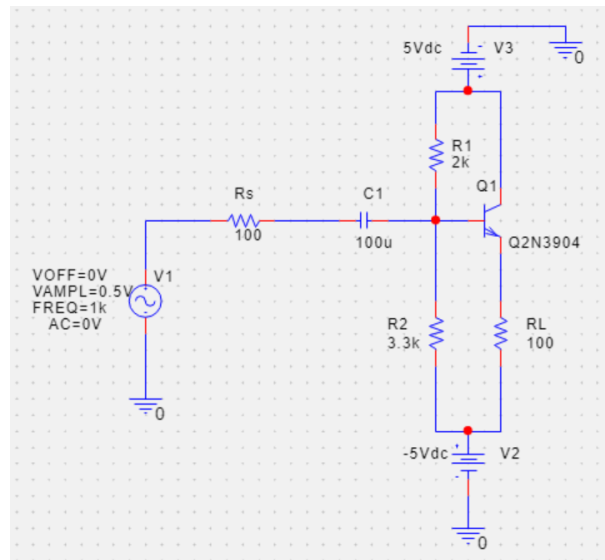 5Vdc
V3
0
R1
2k
Q1
Rs
C1
100
100u
Q2N3904
VOFF=0V
V1
VAMPL=0.5V
FREQ=1k
AC=0V
R2
3.3k
RL
100
0
-5Vdc
V2
0